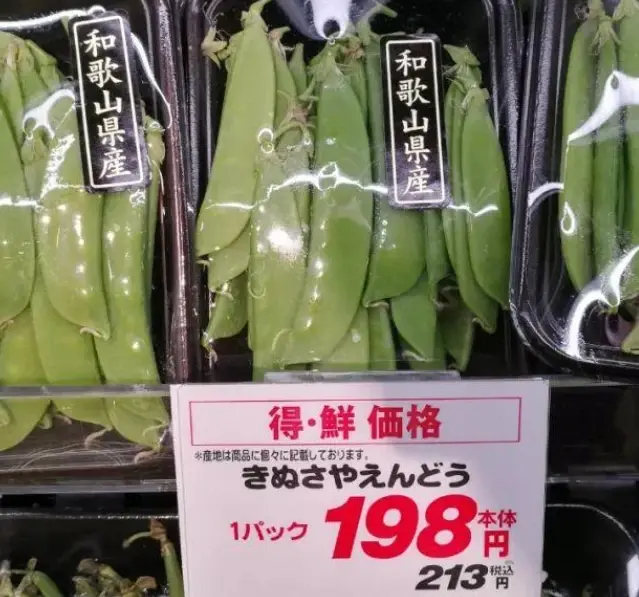 和歌山県産
和歌山県産
得・鮮 価格
*産地は商品に個々に記載しております。
きぬさやえんどう
1パック 198 本体 円
213 税込 円